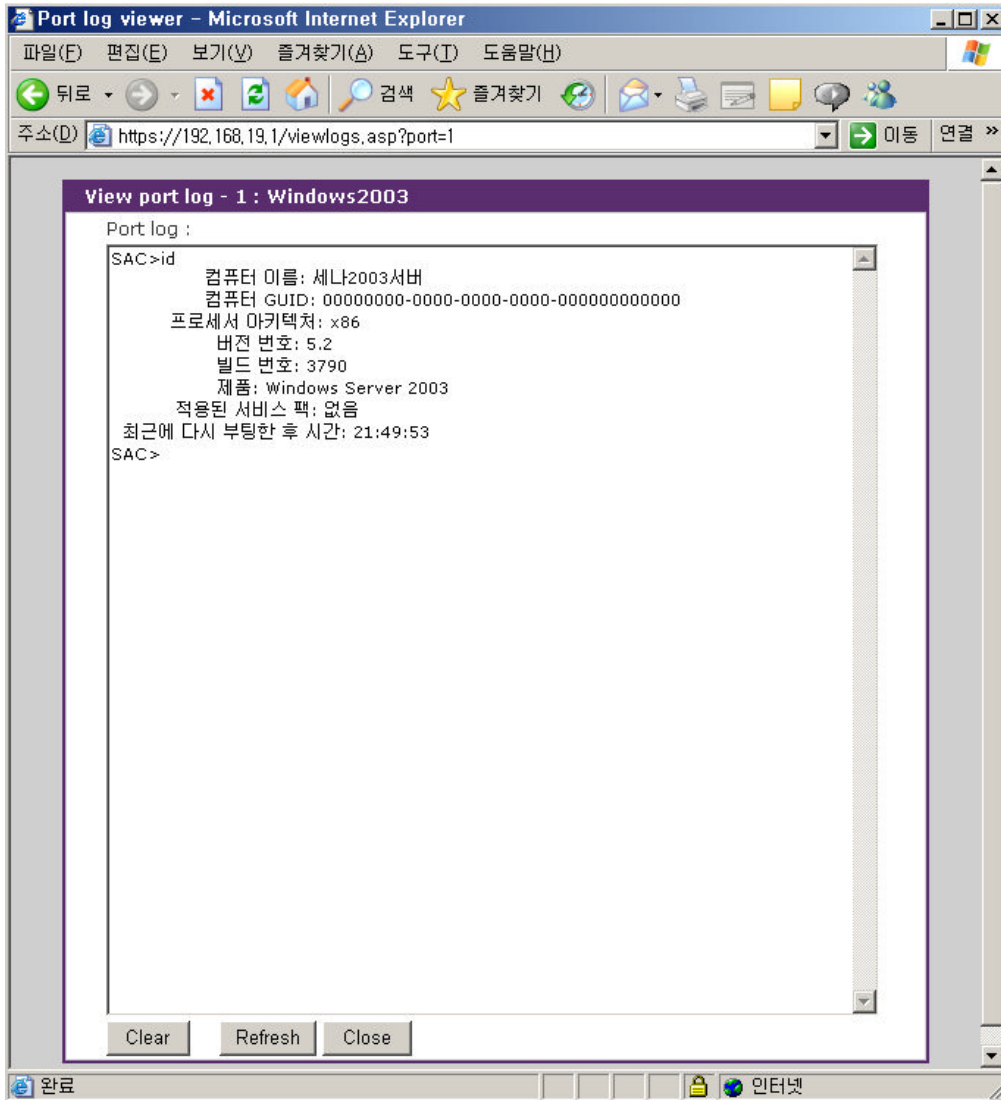 Port log viewer – Microsoft Internet Explorer
파일(F) 편집(E) 보기(V) 즐겨찾기(A) 도구(T) 도움말(H)
뒤로 검색 즐겨찾기
주소(D) https://192.168.19.1/viewlogs.asp?port=1 이동 연결 »
View port log - 1 : Windows2003
Port log :
SAC>id
컴퓨터 이름: 세나2003서버
컴퓨터 GUID: 00000000-0000-0000-0000-000000000000
프로세서 아키텍처: x86
버전 번호: 5.2
빌드 번호: 3790
제품: Windows Server 2003
적용된 서비스 팩: 없음
최근에 다시 부팅한 후 시간: 21:49:53
SAC>
Clear Refresh Close
완료 인터넷